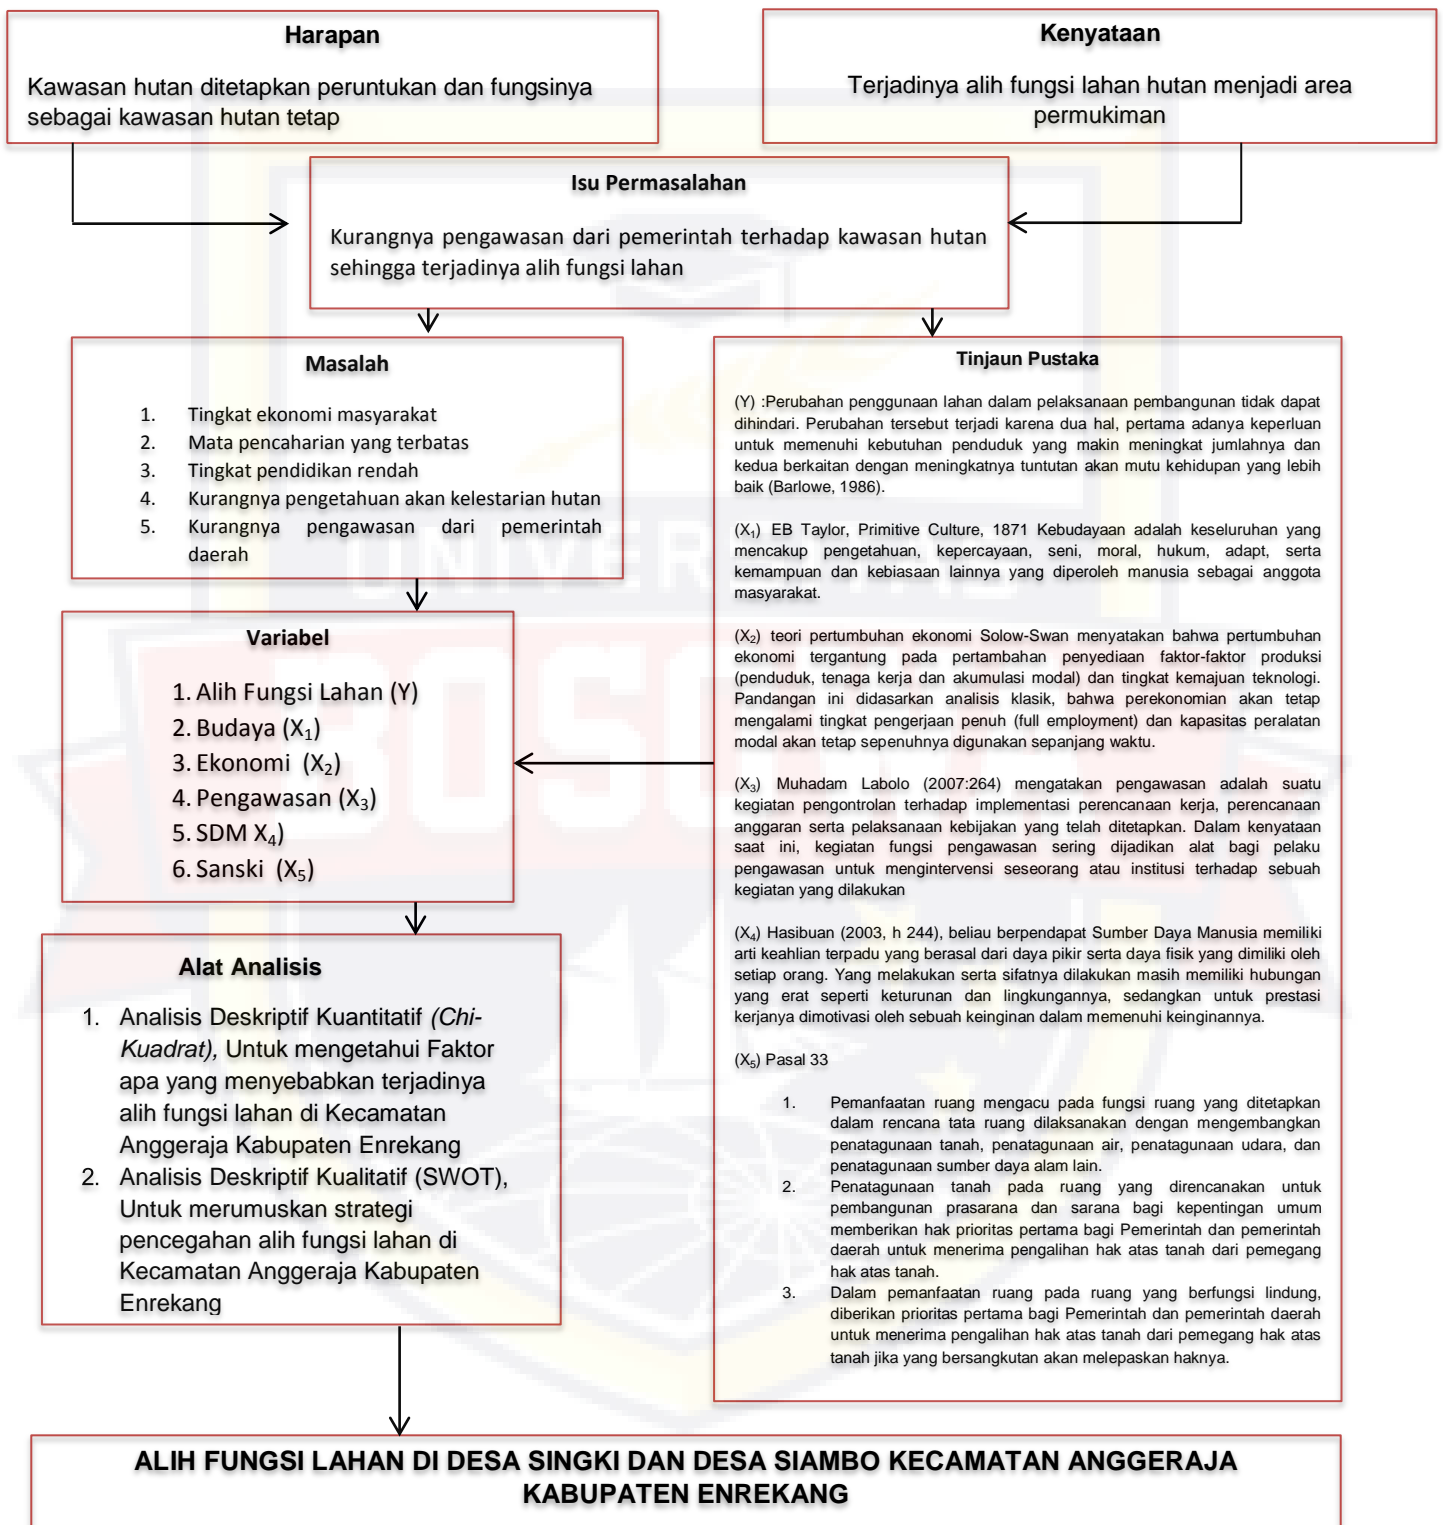 Harapan
Kawasan hutan ditetapkan peruntukan dan fungsinya
sebagai kawasan hutan tetap
Kenyataan
Terjadinya alih fungsi lahan hutan menjadi area
permukiman
Isu Permasalahan
Kurangnya pengawasan dari pemerintah terhadap kawasan hutan
sehingga terjadinya alih fungsi lahan
Masalah
1. Tingkat ekonomi masyarakat
2. Mata pencaharian yang terbatas
3. Tingkat pendidikan rendah
4. Kurangnya pengetahuan akan kelestarian hutan
5. Kurangnya pengawasan dari pemerintah
daerah
Variabel
1. Alih Fungsi Lahan (Y)
2. Budaya (X₁)
3. Ekonomi (X₂)
4. Pengawasan (X₃)
5. SDM X₄)
6. Sanski (X₅)
Alat Analisis
1. Analisis Deskriptif Kuantitatif (Chi-
Kuadrat), Untuk mengetahui Faktor
apa yang menyebabkan terjadinya
alih fungsi lahan di Kecamatan
Anggeraja Kabupaten Enrekang
2. Analisis Deskriptif Kualitatif (SWOT),
Untuk merumuskan strategi
pencegahan alih fungsi lahan di
Kecamatan Anggeraja Kabupaten
Enrekang
Tinjaun Pustaka
(Y) :Perubahan penggunaan lahan dalam pelaksanaan pembangunan tidak dapat
dihindari. Perubahan tersebut terjadi karena dua hal, pertama adanya keperluan
untuk memenuhi kebutuhan penduduk yang makin meningkat jumlahnya dan
kedua berkaitan dengan meningkatnya tuntutan akan mutu kehidupan yang lebih
baik (Barlowe, 1986).
(X₁) EB Taylor, Primitive Culture, 1871 Kebudayaan adalah keseluruhan yang
mencakup pengetahuan, kepercayaan, seni, moral, hukum, adapt, serta
kemampuan dan kebiasaan lainnya yang diperoleh manusia sebagai anggota
masyarakat.
(X₂) teori pertumbuhan ekonomi Solow-Swan menyatakan bahwa pertumbuhan
ekonomi tergantung pada pertambahan penyediaan faktor-faktor produksi
(penduduk, tenaga kerja dan akumulasi modal) dan tingkat kemajuan teknologi.
Pandangan ini didasarkan analisis klasik, bahwa perekonomian akan tetap
mengalami tingkat pengerjaan penuh (full employment) dan kapasitas peralatan
modal akan tetap sepenuhnya digunakan sepanjang waktu.
(X₃) Muhadam Labolo (2007:264) mengatakan pengawasan adalah suatu
kegiatan pengontrolan terhadap implementasi perencanaan kerja, perencanaan
anggaran serta pelaksanaan kebijakan yang telah ditetapkan. Dalam kenyataan
saat ini, kegiatan fungsi pengawasan sering dijadikan alat bagi pelaku
pengawasan untuk mengintervensi seseorang atau institusi terhadap sebuah
kegiatan yang dilakukan
(X₄) Hasibuan (2003, h 244), beliau berpendapat Sumber Daya Manusia memiliki
arti keahlian terpadu yang berasal dari daya pikir serta daya fisik yang dimiliki oleh
setiap orang. Yang melakukan serta sifatnya dilakukan masih memiliki hubungan
yang erat seperti keturunan dan lingkungannya, sedangkan untuk prestasi
kerjanya dimotivasi oleh sebuah keinginan dalam memenuhi keinginannya.
(X₅) Pasal 33
1. Pemanfaatan ruang mengacu pada fungsi ruang yang ditetapkan
dalam rencana tata ruang dilaksanakan dengan mengembangkan
penatagunaan tanah, penatagunaan air, penatagunaan udara, dan
penatagunaan sumber daya alam lain.
2. Penatagunaan tanah pada ruang yang direncanakan untuk
pembangunan prasarana dan sarana bagi kepentingan umum
memberikan hak prioritas pertama bagi Pemerintah dan pemerintah
daerah untuk menerima pengalihan hak atas tanah dari pemegang
hak atas tanah.
3. Dalam pemanfaatan ruang pada ruang yang berfungsi lindung,
diberikan prioritas pertama bagi Pemerintah dan pemerintah daerah
untuk menerima pengalihan hak atas tanah dari pemegang hak atas
tanah jika yang bersangkutan akan melepaskan haknya.
ALIH FUNGSI LAHAN DI DESA SINGKI DAN DESA SIAMBO KECAMATAN ANGGERAJA
KABUPATEN ENREKANG